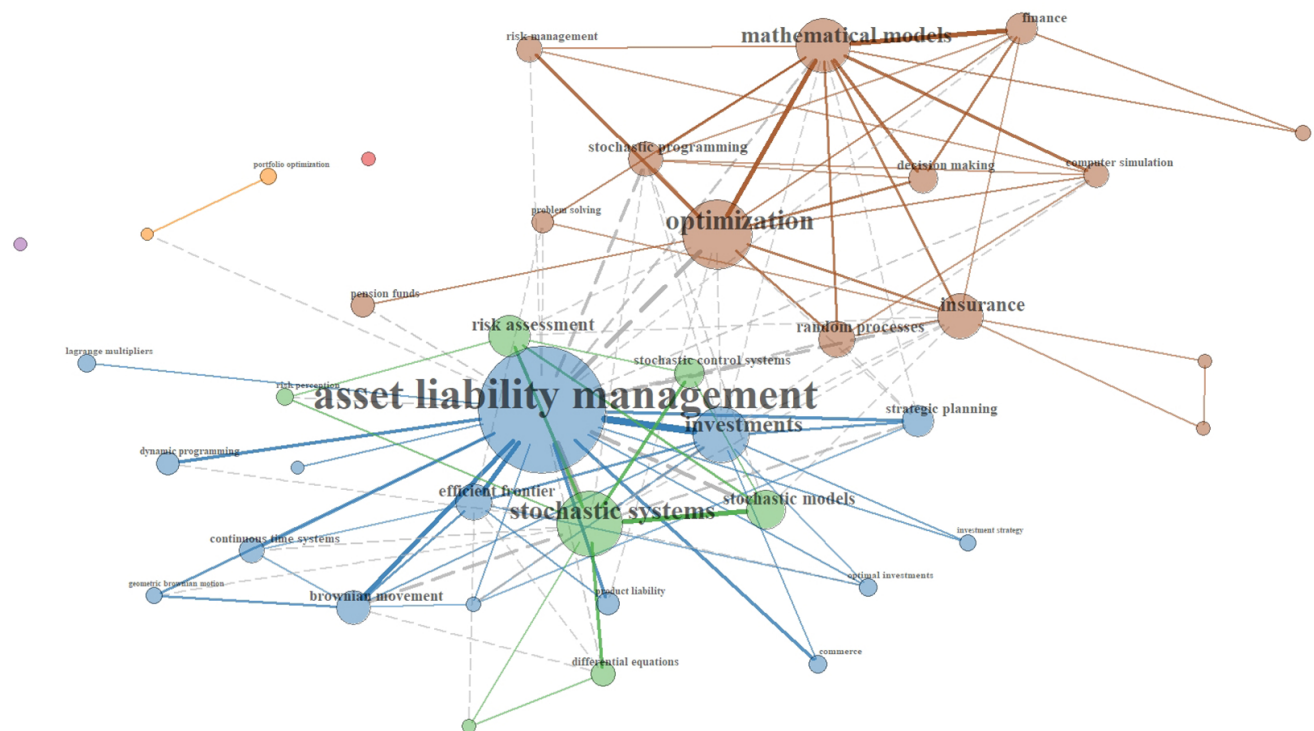 finance
mathematical models
risk management
stochastic programming
portfolio optimization
decision making
computer simulation
problem solving
optimization
pension funds
insurance
risk assessment
random processes
lagrange multipliers
stochastic control systems
risk perception
asset liability management
strategic planning
investments
dynamic programming
efficient frontier
stochastic models
stochastic systems
investment strategy
continuous time systems
optimal investments
geometric brownian motion
product liability
brownian movement
commerce
differential equations